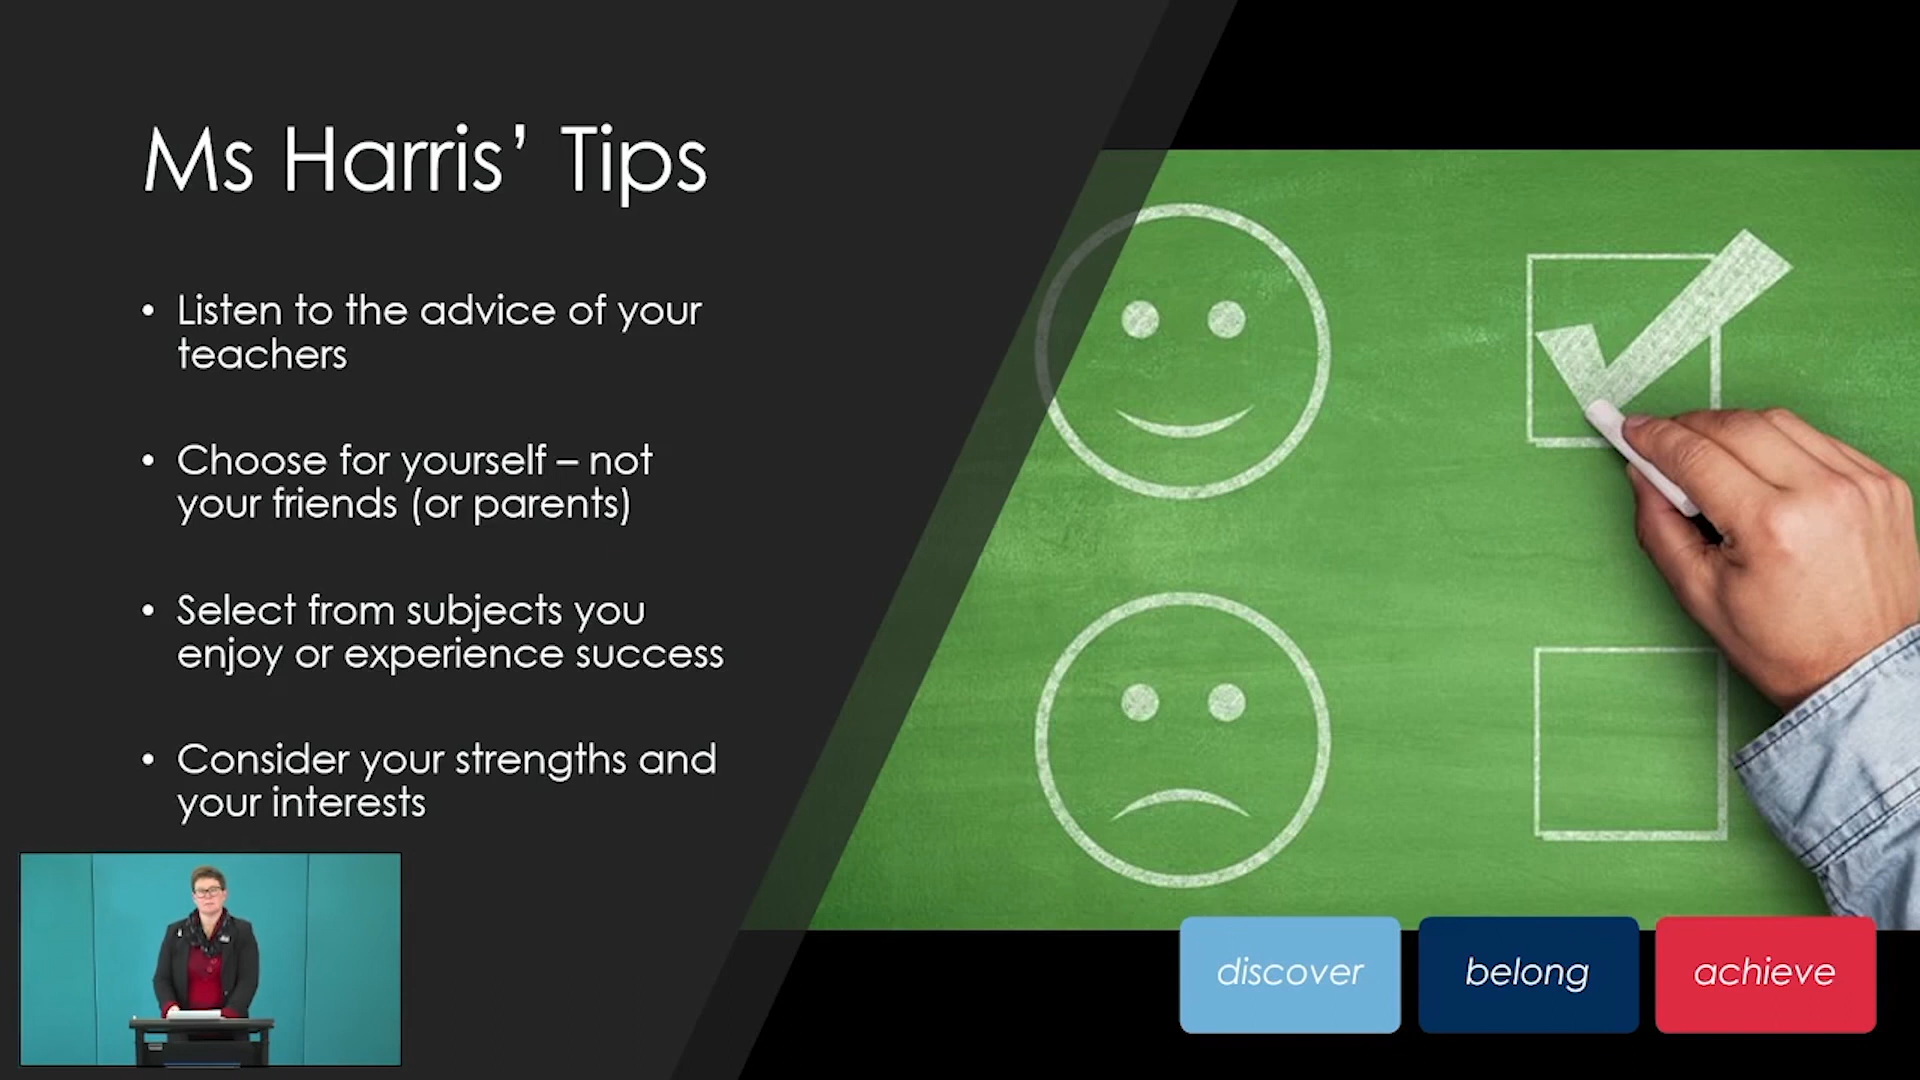 Ms Harris’ Tips
• Listen to the advice of your
teachers
• Choose for yourself – not
your friends (or parents)
• Select from subjects you
enjoy or experience success
• Consider your strengths and
your interests
discover
belong
achieve